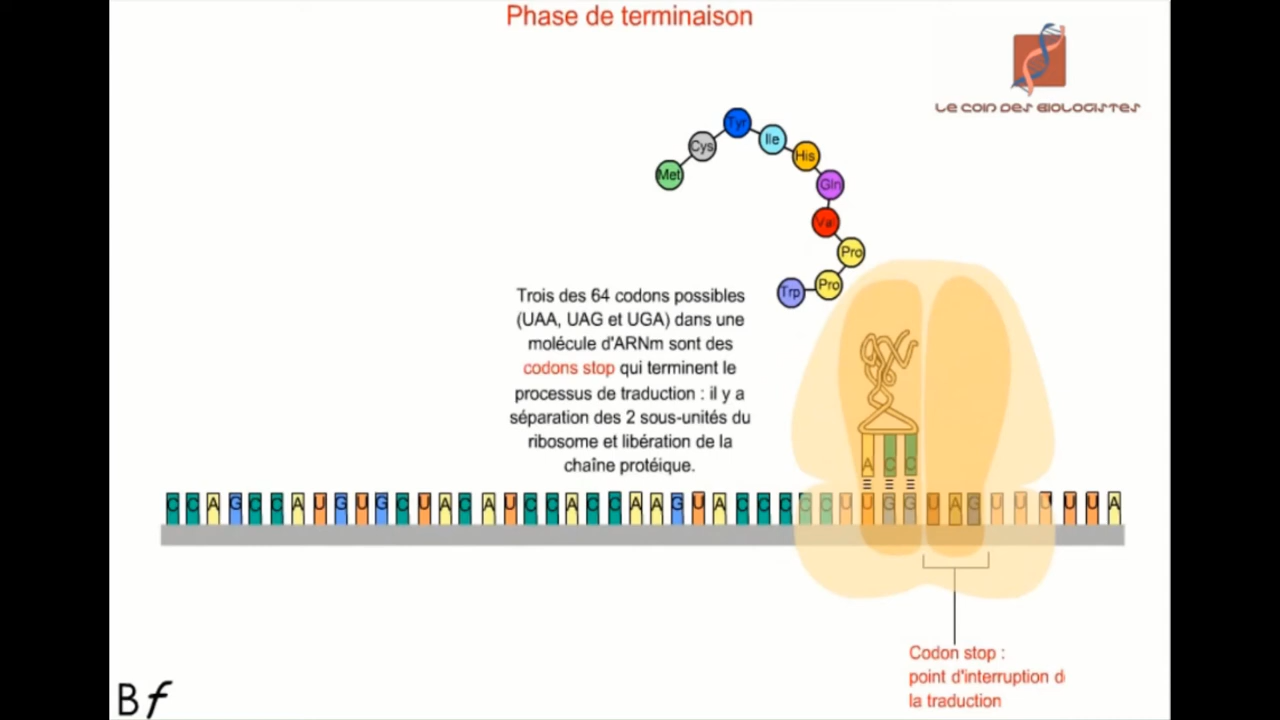 Phase de terminaison
LE COIN DES BIOLOGISTES
Tyr
Ile
Cys
His
Met
Gln
Val
Pro
Pro
Trp
Trois des 64 codons possibles
(UAA, UAG et UGA) dans une
molécule d'ARNm sont des
codons stop qui terminent le
processus de traduction : il y a
séparation des 2 sous-unités du
ribosome et libération de la
chaîne protéique.
A C C
C C A G C C A U G U G C U A C A U C C A C C A A G U A C C C C C U U U G G U A G U U U U U A
Codon stop :
point d'interruption d
la traduction
Bf